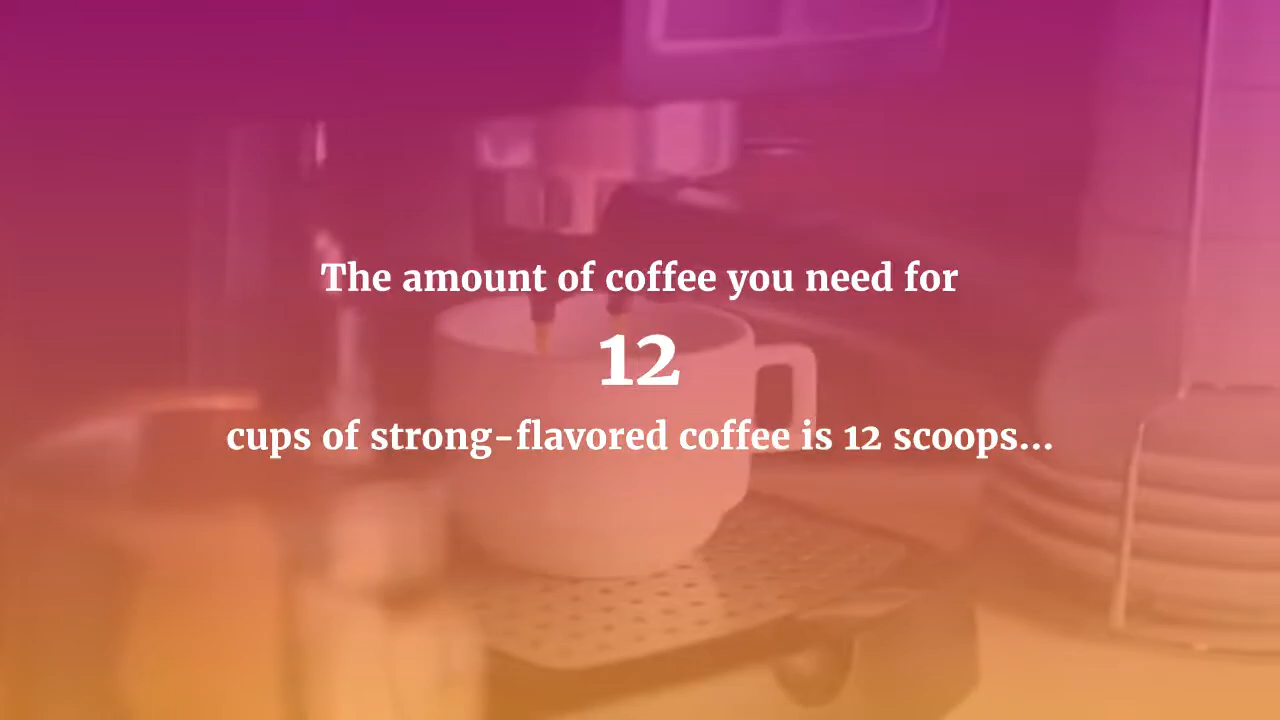 The amount of coffee you need for
12
cups of strong-flavored coffee is 12 scoops...